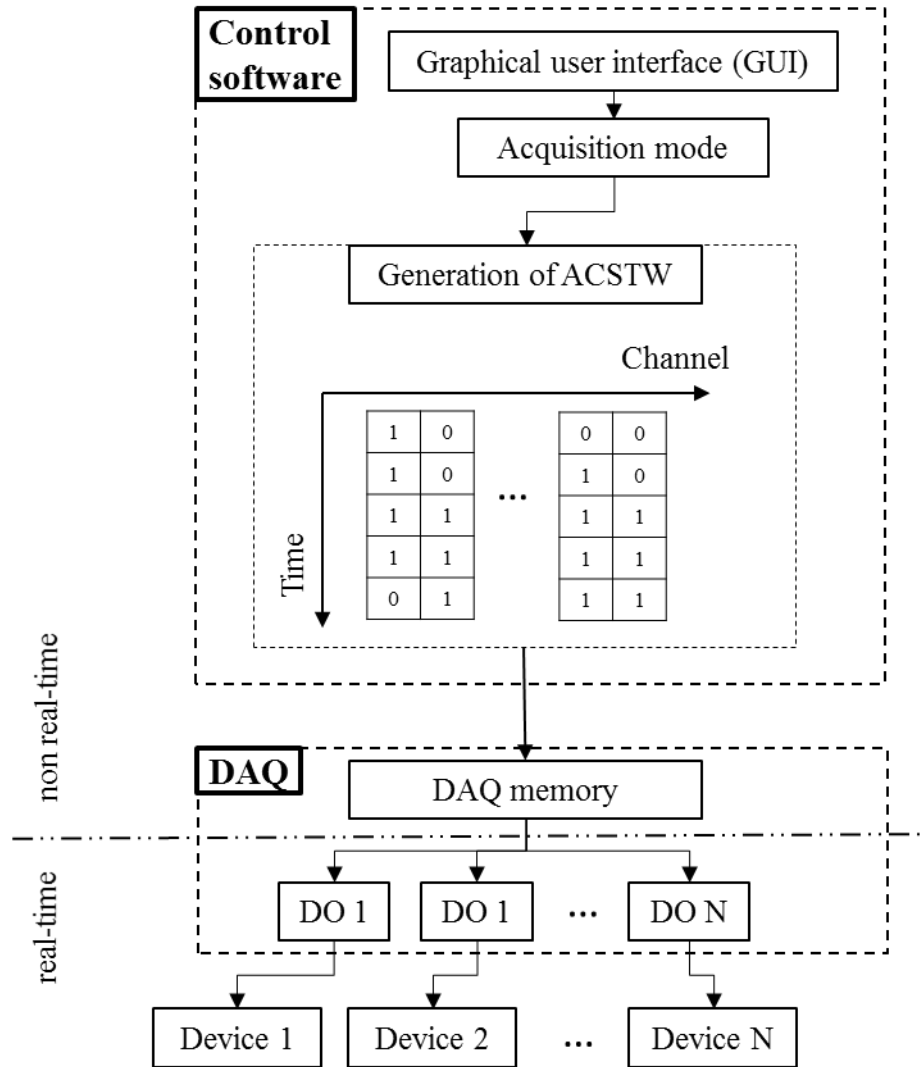 Control
software
Graphical user interface (GUI)
Acquisition mode
Generation of ACSTW
Channel
Time
1 0 0 0
1 0 1 0
...
1 1 1 1
1 1 1 1
0 1 1 1
non real-time
DAQ
DAQ memory
real-time
DO 1 DO 1 ... DO N
Device 1 Device 2 ... Device N